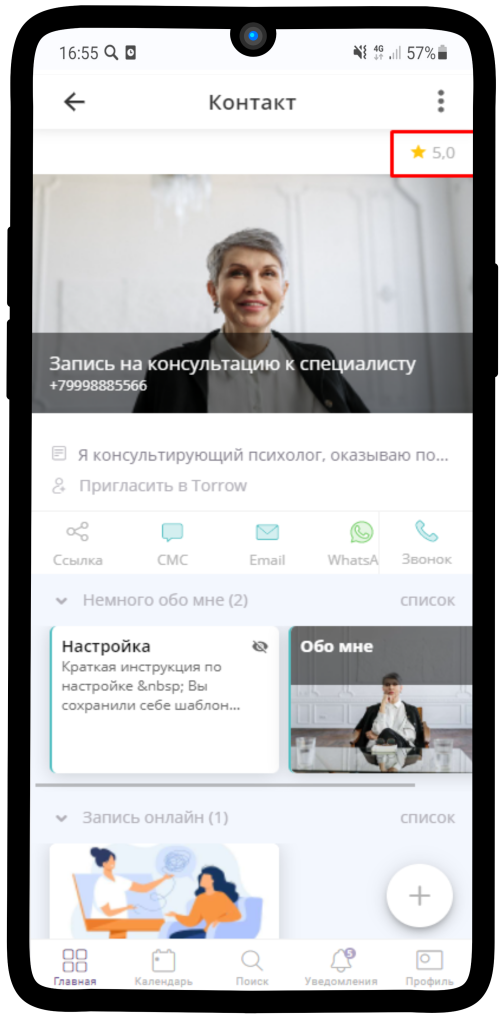 16:55
4G
57%
Контакт
5,0
Запись на консультацию к специалисту
+79998885566
Я консультирующий психолог, оказываю по...
Пригласить в Torrow
Ссылка
СМС
Email
WhatsA
Звонок
Немного обо мне (2)
список
Настройка
Краткая инструкция по
настройке &nbsp; Вы
сохранили себе шаблон...
Обо мне
Запись онлайн (1)
список
Главная
Календарь
Поиск
5
Уведомления
Профиль